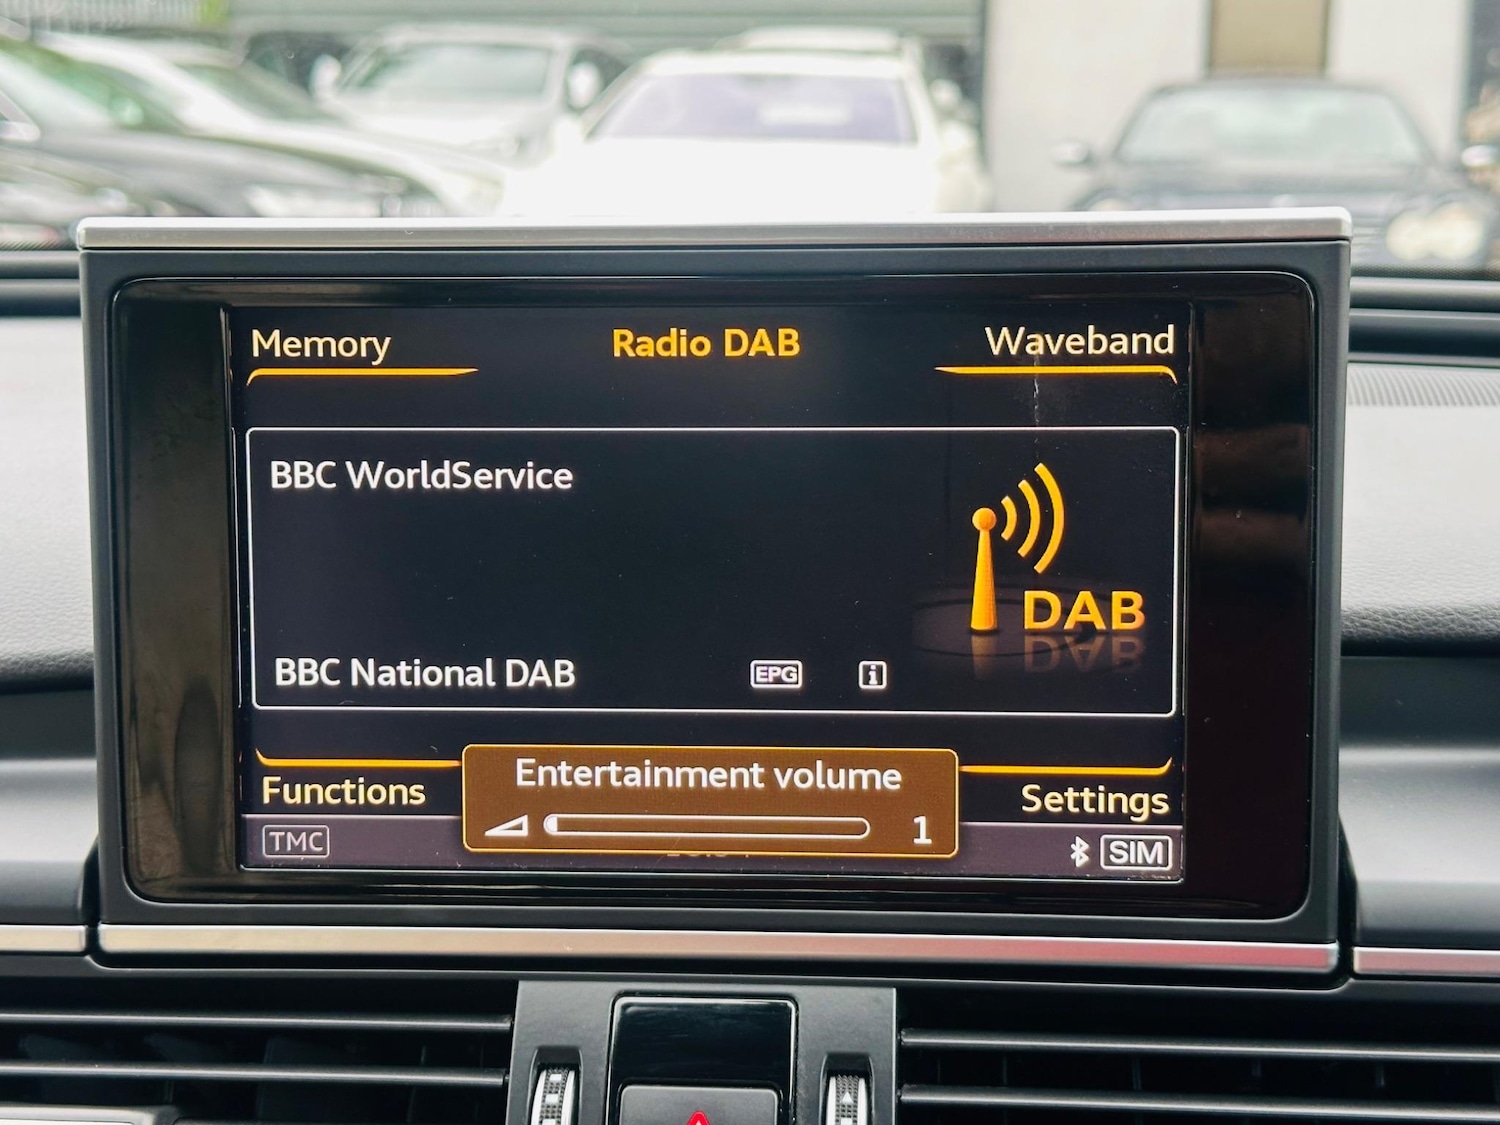 Memory
Radio DAB
Waveband
BBC WorldService
DAB
BBC National DAB
EPG
i
Functions
Entertainment volume
1
Settings
TMC
SIM